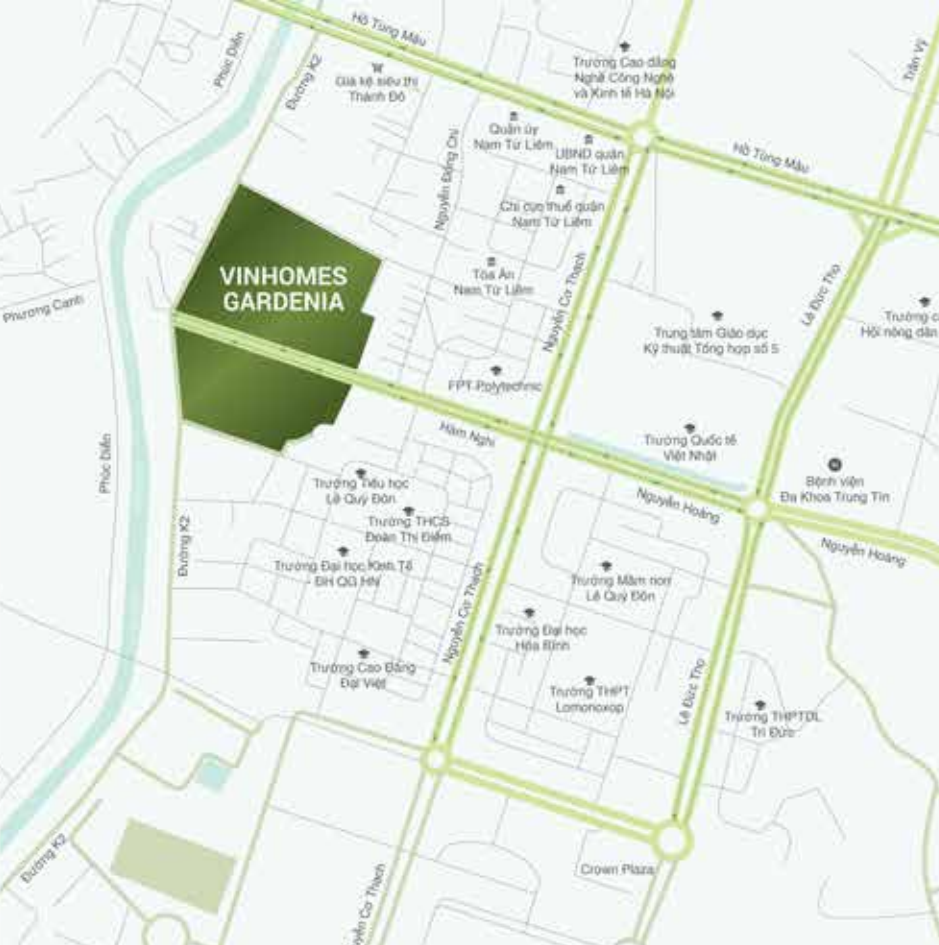 Hồ Tùng Mậu
Phúc Diễn
Đường K2
Giá kệ siêu thị
Thành Đô
Trường Cao đẳng
Nghề Công Nghệ
và Kinh tế Hà Nội
Trần Vỹ
Quận ủy
Nam Từ Liêm
UBND quận
Nam Từ Liêm
Hồ Tùng Mậu
Nguyễn Đổng Chi
Chi cục thuế quận
Nam Từ Liêm
VINHOMES
GARDENIA
Tòa Án
Nam Từ Liêm
Nguyễn Cơ Thạch
Lê Đức Thọ
Phương Canh
Trung tâm Giáo dục
Kỹ thuật Tổng hợp số 5
Trường c
Hội nông dân
FPT Polytechnic
Hàm Nghi
Trường Quốc tế
Việt Nhật
Phúc Diễn
Bệnh viện
Đa Khoa Trung Tín
Trường Tiểu học
Lê Quý Đôn
Nguyễn Hoàng
Trường THCS
Đoàn Thị Điểm
Đường K2
Nguyễn Hoàng
Trường Đại học Kinh Tế
- ĐH QG HN
Trường Mầm non
Lê Quý Đôn
Nguyễn Cơ Thạch
Trường Đại học
Hòa Bình
Trường Cao Đẳng
Đại Việt
Trường THPT
Lomonoxop
Lê Đức Thọ
Trường THPTDL
Trí Đức
Đường K2
Crown Plaza
yễn Cơ Thạch